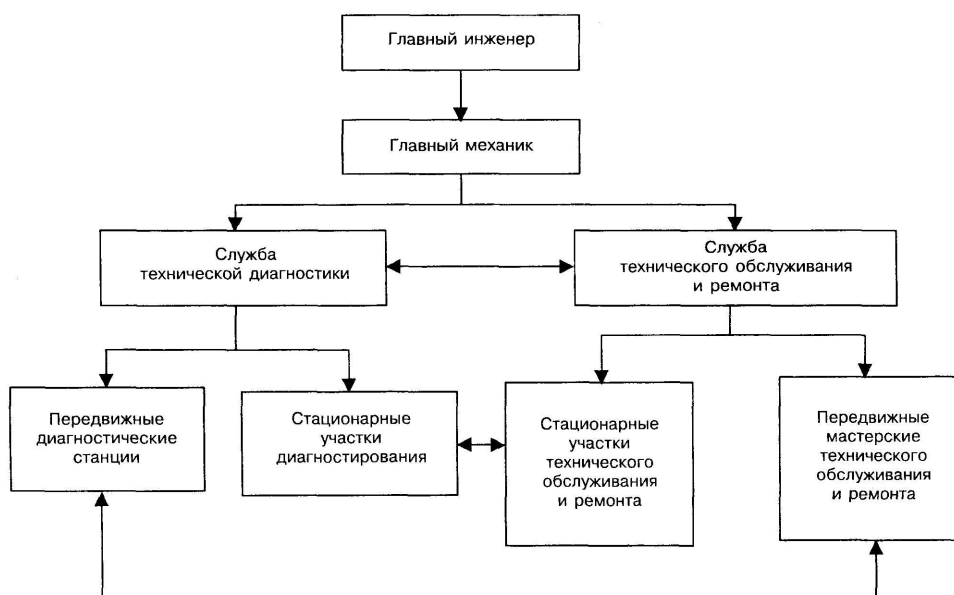 Главный инженер
Главный механик
Служба
технической диагностики
Служба
технического обслуживания
и ремонта
Передвижные
диагностические
станции
Стационарные
участки
диагностирования
Стационарные
участки
технического
обслуживания
и ремонта
Передвижные
мастерские
технического
обслуживания
и ремонта